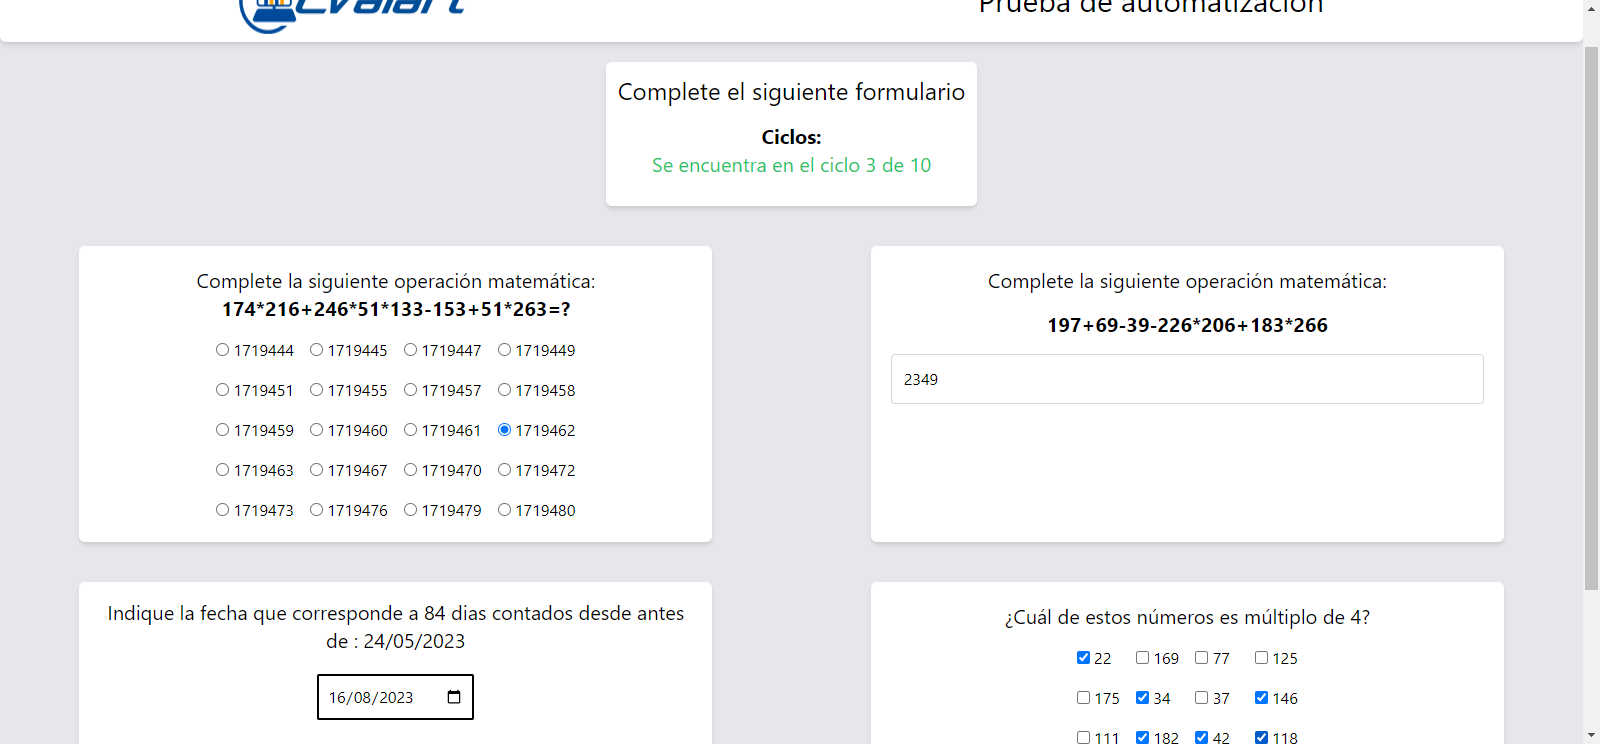 Evalart
Prueba de automatización
Complete el siguiente formulario
Ciclos:
Se encuentra en el ciclo 3 de 10
Complete la siguiente operación matemática:
174*216+246*51*133-153+51*263=?
1719444 1719445 1719447 1719449
1719451 1719455 1719457 1719458
1719459 1719460 1719461 1719462
1719463 1719467 1719470 1719472
1719473 1719476 1719479 1719480
Complete la siguiente operación matemática:
197+69-39-226*206+183*266
2349
Indique la fecha que corresponde a 84 dias contados desde antes
de : 24/05/2023
16/08/2023
¿Cuál de estos números es múltiplo de 4?
22 169 77 125
175 34 37 146
111 182 42 118